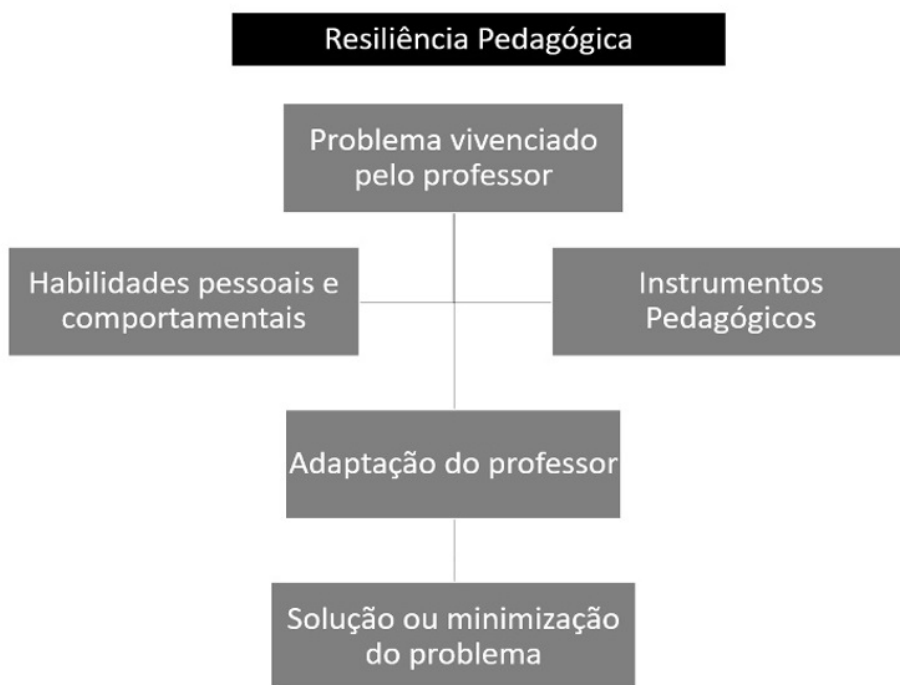 Resiliência Pedagógica
Problema vivenciado
pelo professor
Habilidades pessoais e
comportamentais
Instrumentos
Pedagógicos
Adaptação do professor
Solução ou minimização
do problema